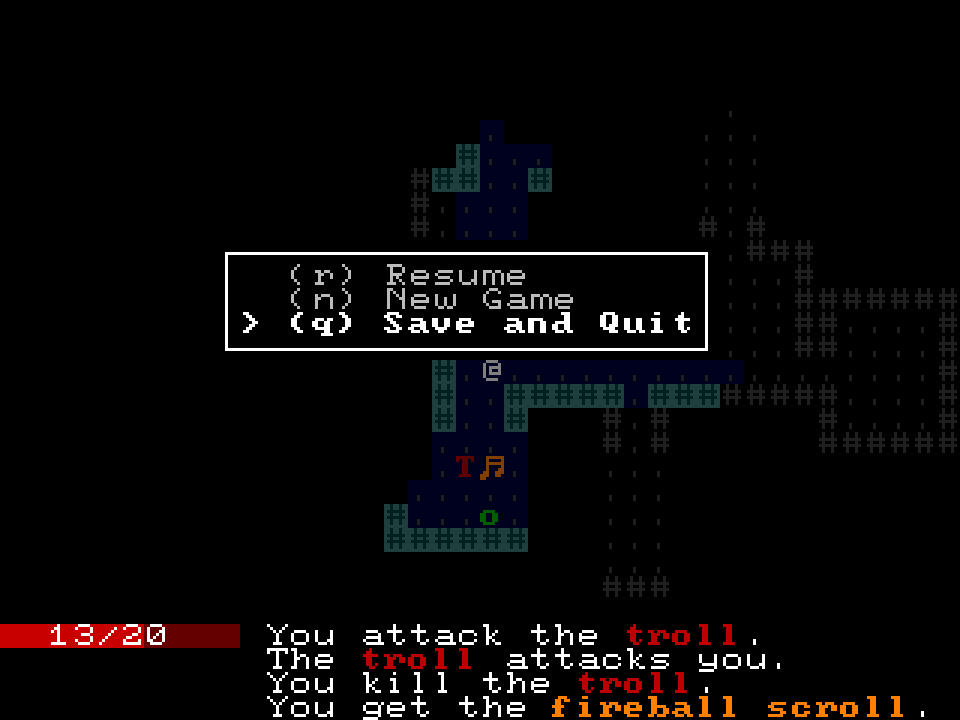 (r) Resume
(n) New Game
> (q) Save and Quit
@
T♫
o
13/20
You attack the troll.
The troll attacks you.
You kill the troll.
You get the fireball scroll.